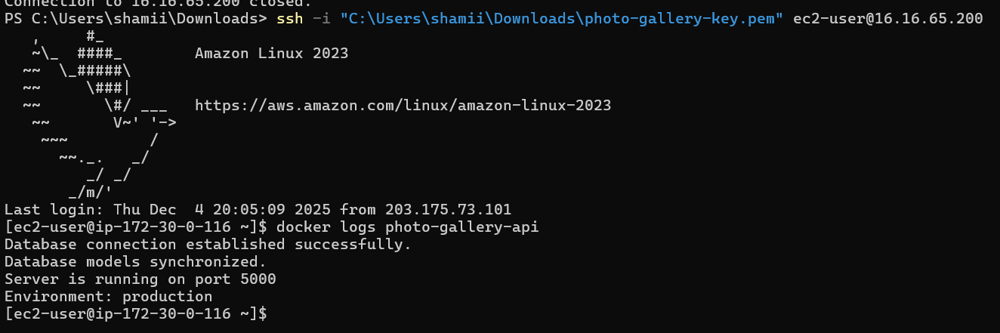 Connection to 16.16.65.200 closed.
PS C:\Users\shamii\Downloads> ssh -i "C:\Users\shamii\Downloads\photo-gallery-key.pem" ec2-user@16.16.65.200
   ,     #_
   ~\_  ####_        Amazon Linux 2023
  ~~  \_#####\
  ~~     \###|
  ~~       \#/ ___   https://aws.amazon.com/linux/amazon-linux-2023
   ~~       V~' '->
    ~~~         /
      ~~._.   _/
         _/ _/
       _/m/'
Last login: Thu Dec  4 20:05:09 2025 from 203.175.73.101
[ec2-user@ip-172-30-0-116 ~]$ docker logs photo-gallery-api
Database connection established successfully.
Database models synchronized.
Server is running on port 5000
Environment: production
[ec2-user@ip-172-30-0-116 ~]$